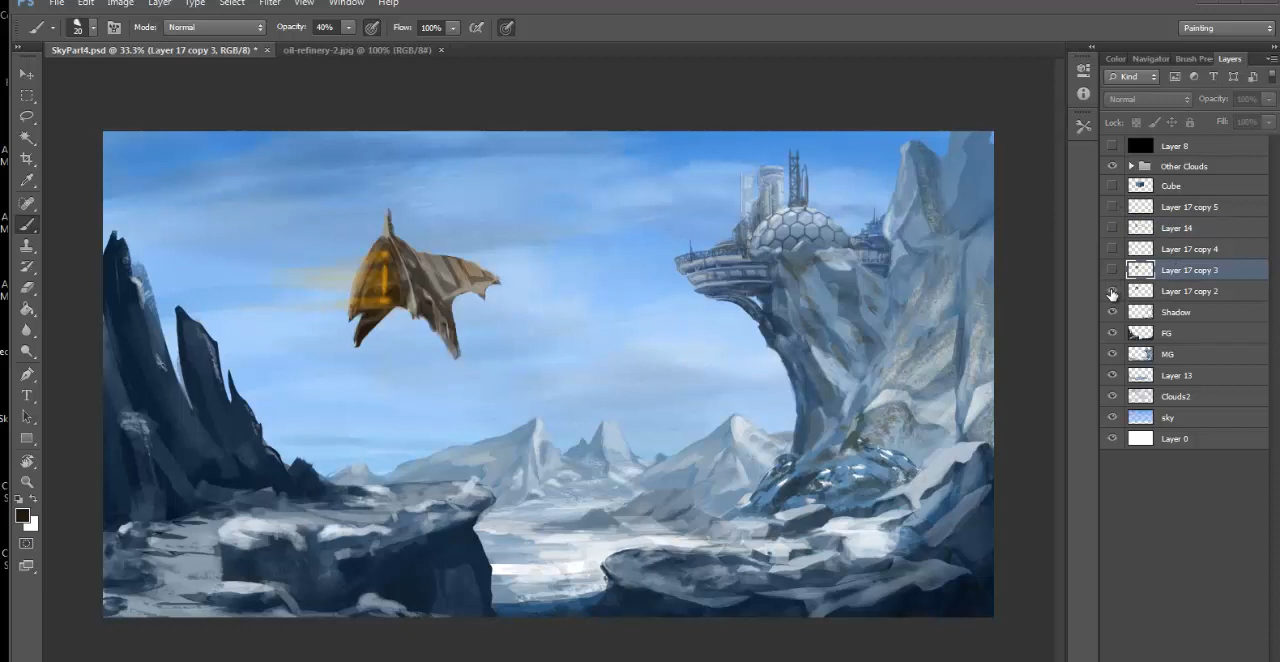 PS File Edit Image Layer Type Select Filter View Window Help
20 Mode: Normal Opacity: 40% Flow: 100% Painting
SkyPart4.psd @ 33.3% (Layer 17 copy 3, RGB/8) * × oil-refinery-2.jpg @ 100% (RGB/8#) ×
Color Navigator Brush Pre Layers
Kind
Normal Opacity: 100%
Lock: Fill: 100%
Layer 8
Other Clouds
Cube
Layer 17 copy 5
Layer 14
Layer 17 copy 4
Layer 17 copy 3
Layer 17 copy 2
Shadow
FG
MG
Layer 13
Clouds2
sky
Layer 0